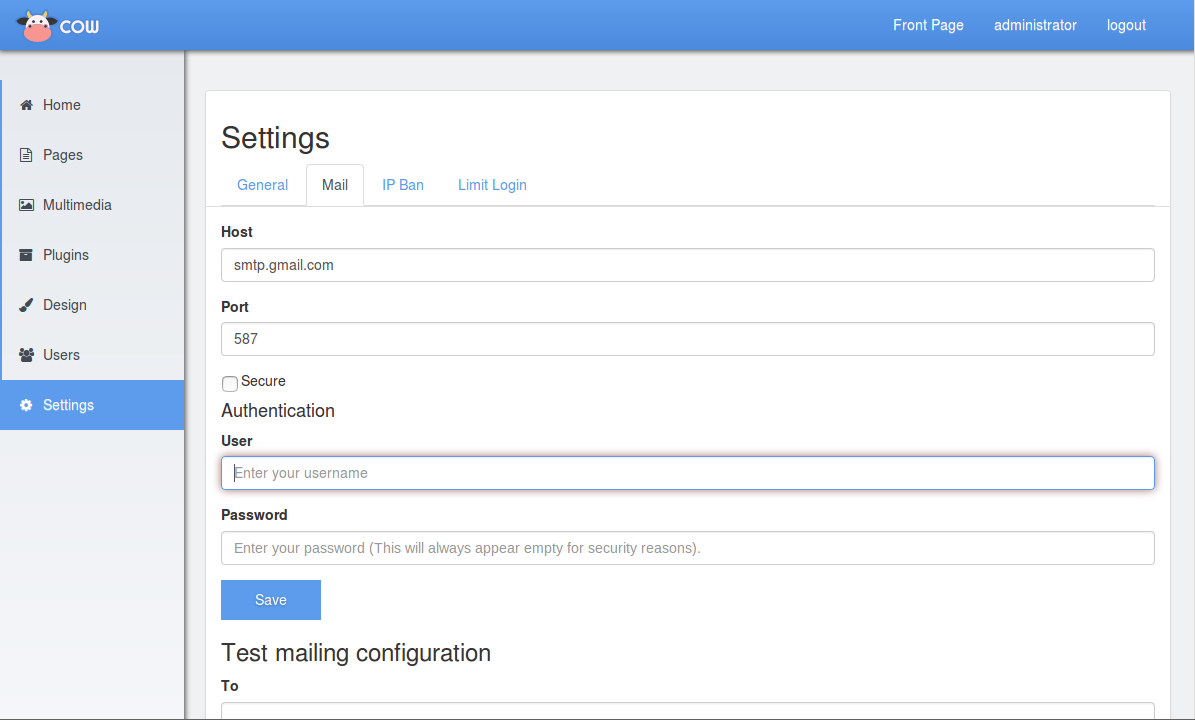 COW
Front Page administrator logout
Home
Pages
Multimedia
Plugins
Design
Users
Settings
Settings
General Mail IP Ban Limit Login
Host
smtp.gmail.com
Port
587
Secure
Authentication
User
Enter your username
Password
Enter your password (This will always appear empty for security reasons).
Save
Test mailing configuration
To